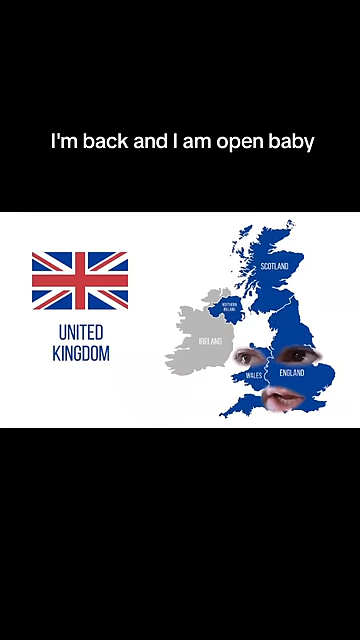 I'm back and I am open baby
SCOTLAND
NORTHERN
IRELAND
UNITED
KINGDOM
IRELAND
WALES
ENGLAND